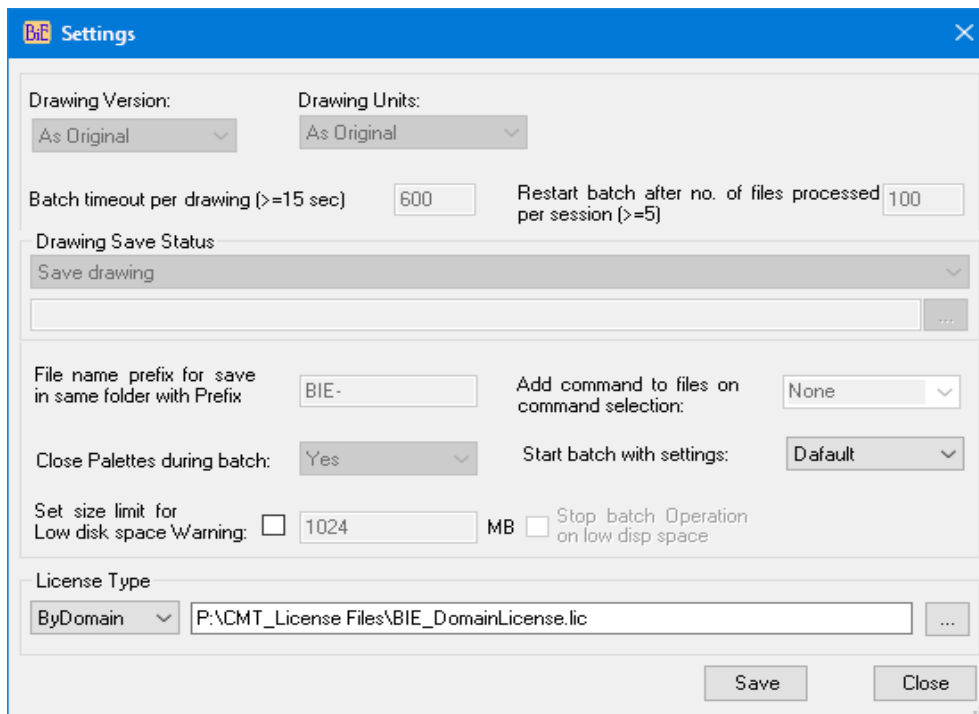 BiE Settings
Drawing Version:
Drawing Units:
As Original
As Original
Batch timeout per drawing (>=15 sec)
600
Restart batch after no. of files processed
per session (>=5)
100
Drawing Save Status
Save drawing
...
File name prefix for save
in same folder with Prefix
BIE-
Add command to files on
command selection:
None
Close Palettes during batch:
Yes
Start batch with settings:
Dafault
Set size limit for
Low disk space Warning:
1024
MB
Stop batch Operation
on low disp space
License Type
ByDomain
P:\CMT_License Files\BIE_DomainLicense.lic
...
Save
Close